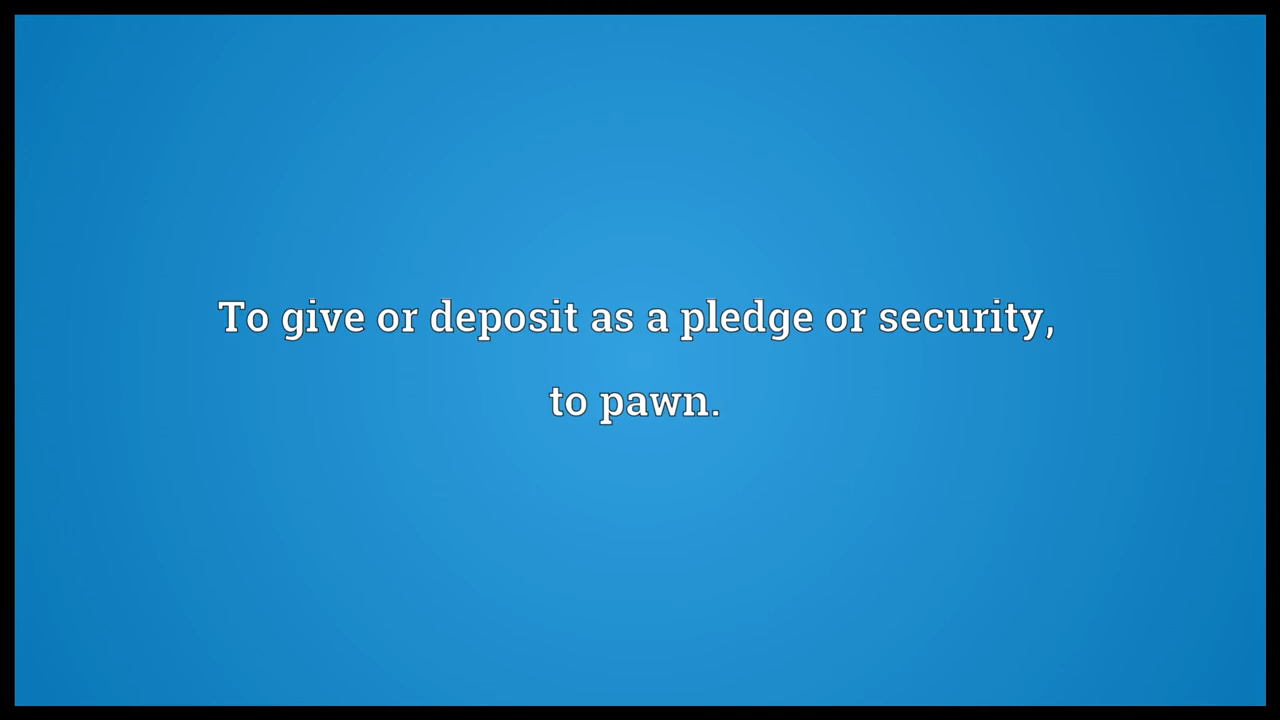 To give or deposit as a pledge or security,
to pawn.